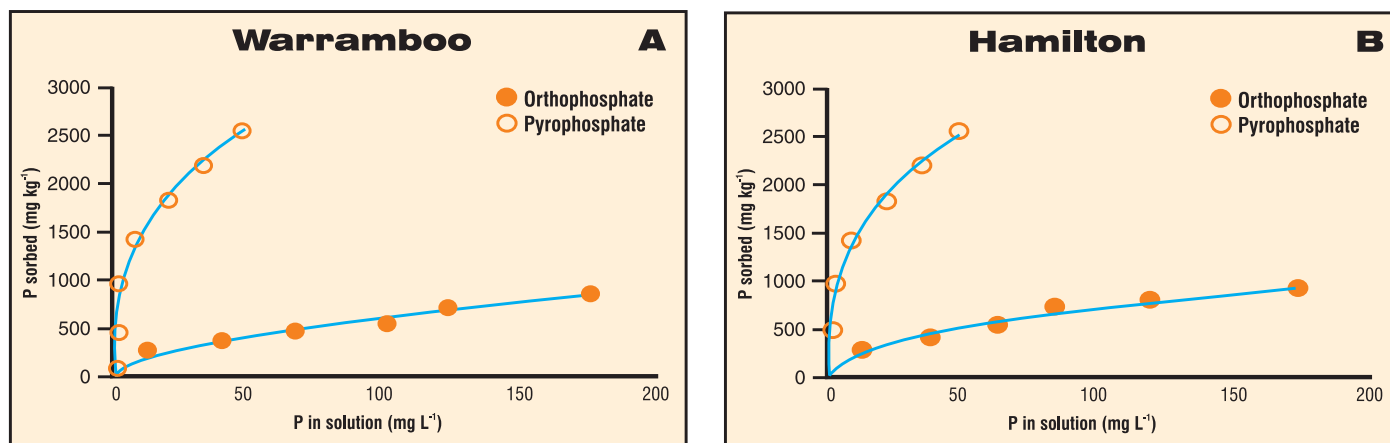 Warramboo A
3000
2500
2000
1500
1000
500
0
P sorbed (mg kg⁻¹)
Orthophosphate
Pyrophosphate
0 50 100 150 200
P in solution (mg L⁻¹)
Hamilton B
3000
2500
2000
1500
1000
500
0
P sorbed (mg kg⁻¹)
Orthophosphate
Pyrophosphate
0 50 100 150 200
P in solution (mg L⁻¹)